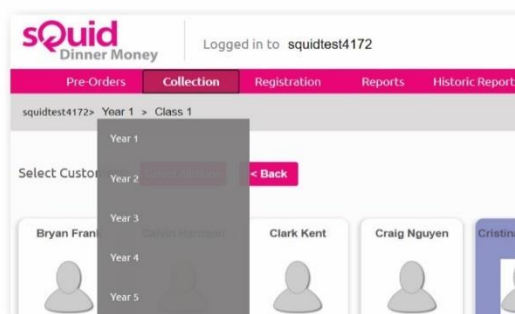 sQuid
Dinner Money
Logged in to squidtest4172
Pre-Orders Collection Registration Reports Historic Report
squidtest4172> Year 1 > Class 1
Year 1
Select Custo
Year 2
< Back
Year 3
Bryan Frank
Clark Kent
Craig Nguyen
Cristin
Year 4
Year 5